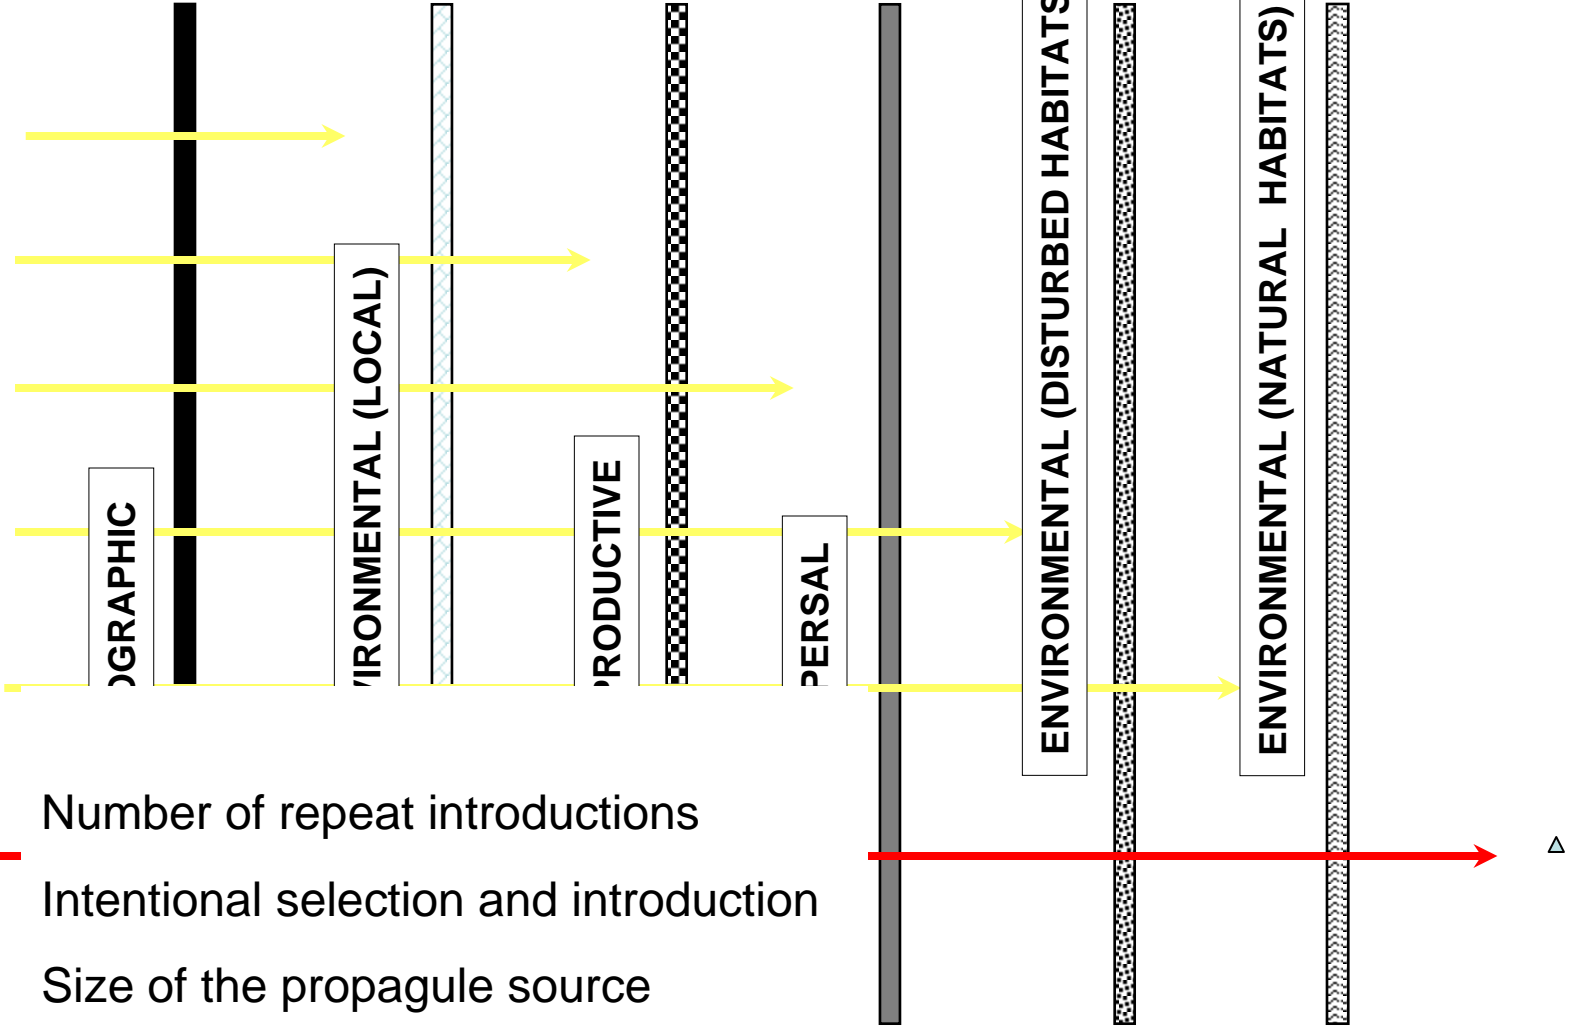 OGRAPHIC
VIRONMENTAL (LOCAL)
PRODUCTIVE
PERSAL
ENVIRONMENTAL (DISTURBED HABITATS
ENVIRONMENTAL (NATURAL HABITATS)
Number of repeat introductions
Intentional selection and introduction
Size of the propagule source